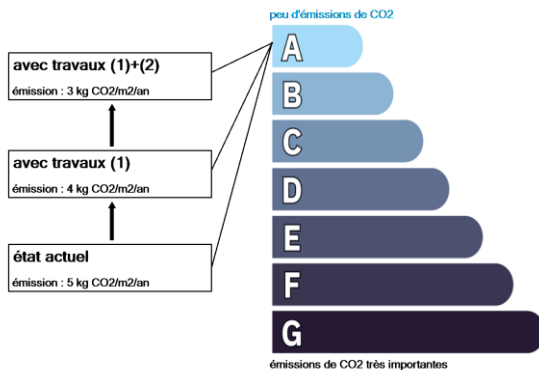 peu d'émissions de CO2
avec travaux (1)+(2)
émission : 3 kg CO2/m2/an
avec travaux (1)
émission : 4 kg CO2/m2/an
état actuel
émission : 5 kg CO2/m2/an
A
B
C
D
E
F
G
émissions de CO2 très importantes